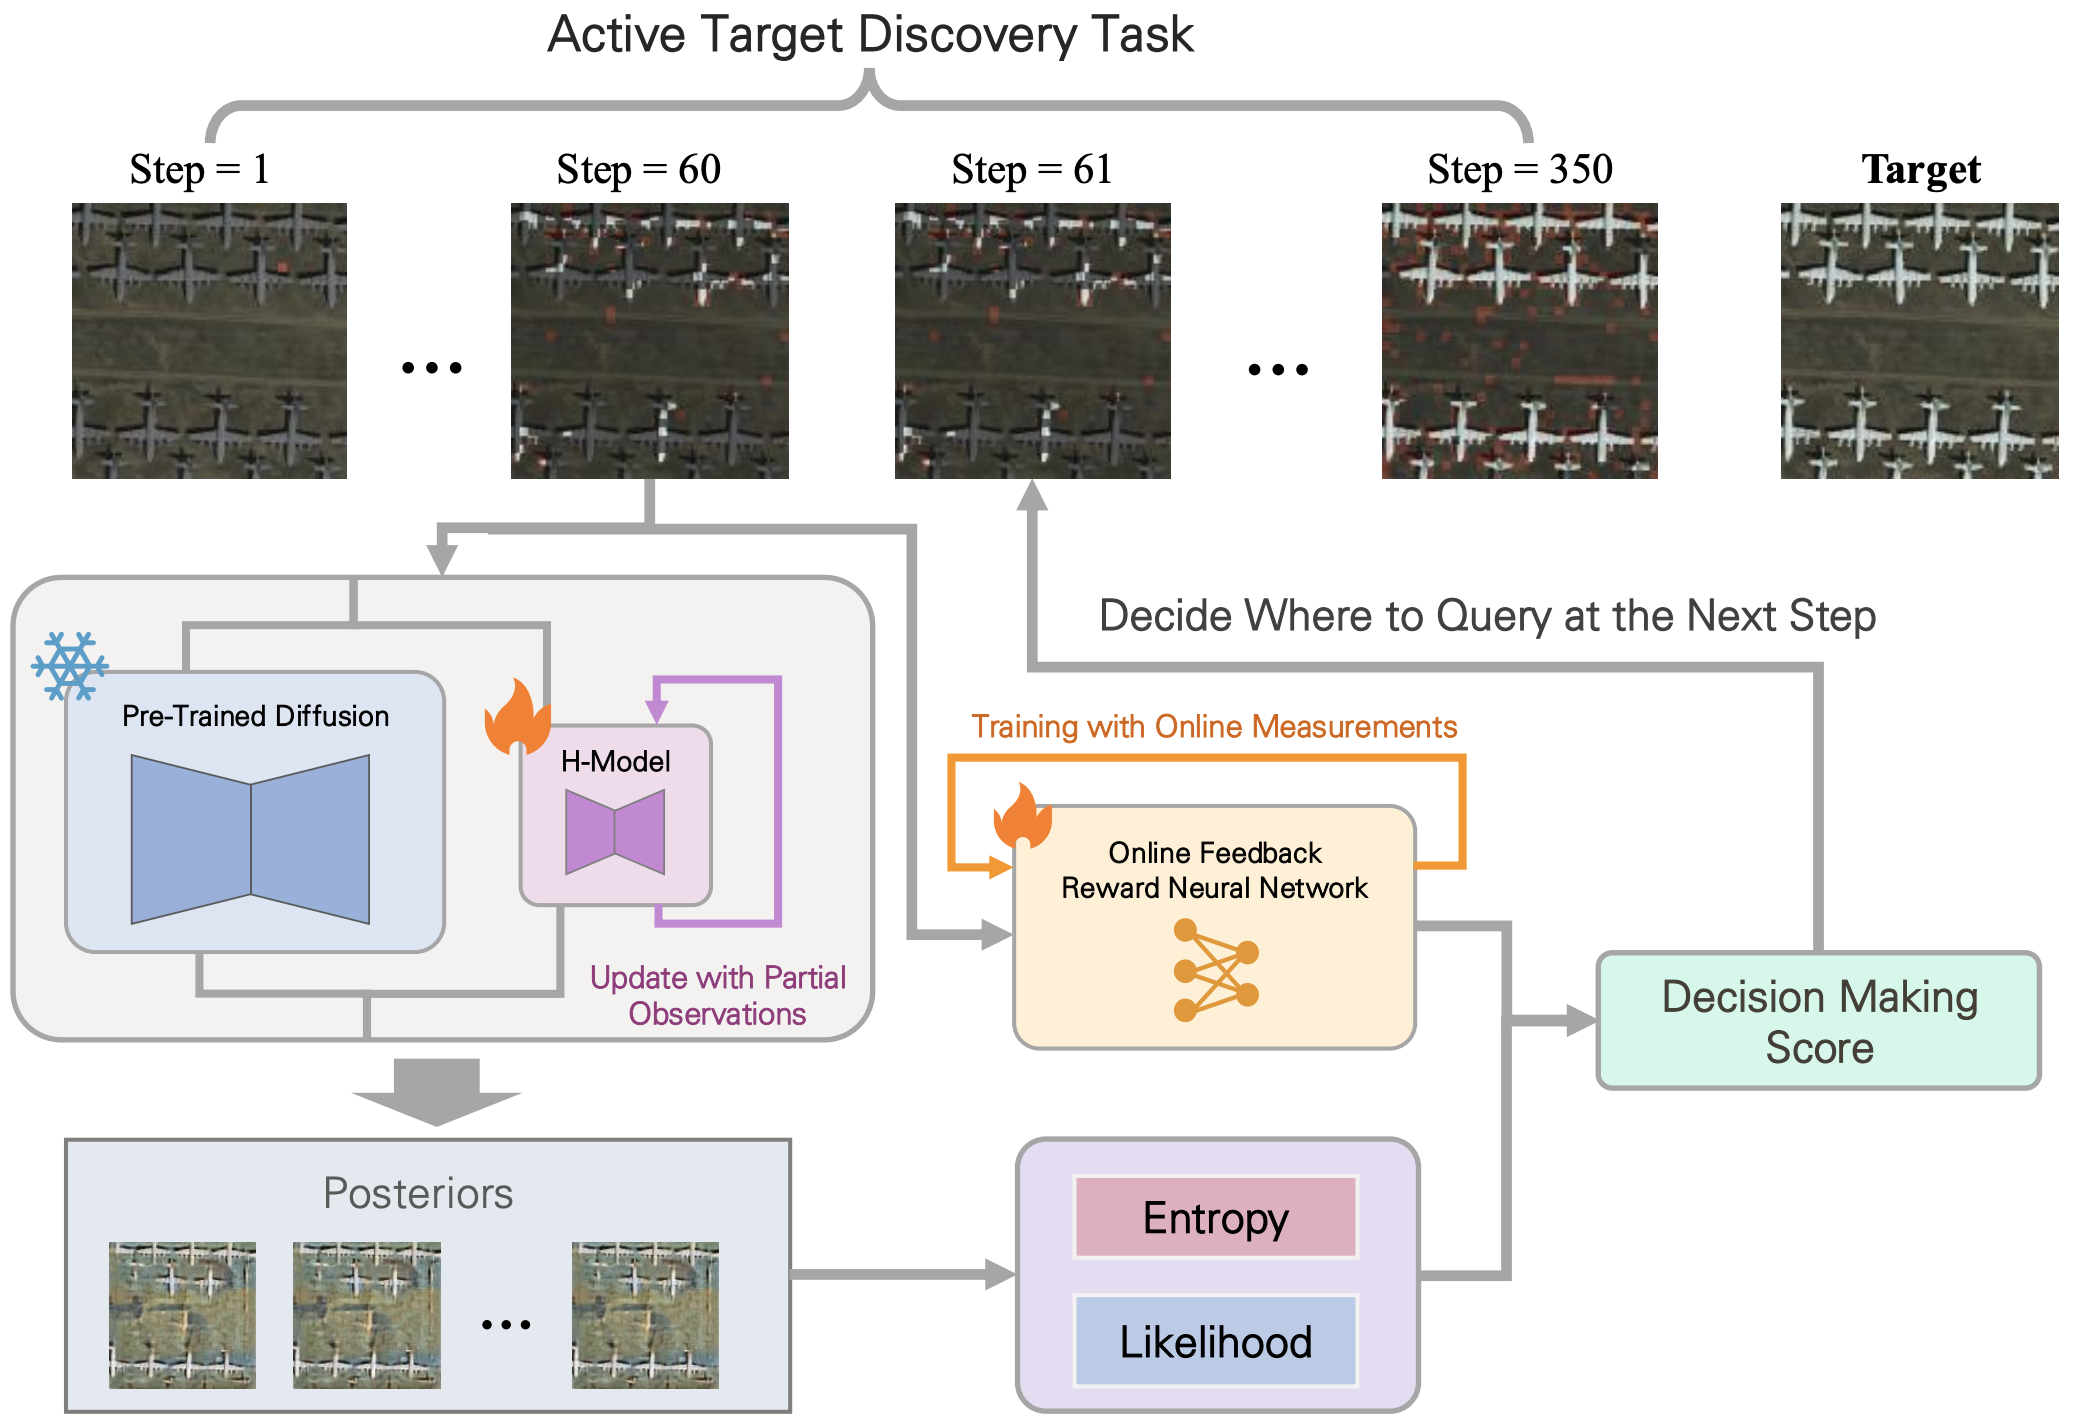 Active Target Discovery Task
Step = 1
Step = 60
Step = 61
Step = 350
Target
Decide Where to Query at the Next Step
Pre-Trained Diffusion
H-Model
Update with Partial
Observations
Training with Online Measurements
Online Feedback
Reward Neural Network
Decision Making
Score
Posteriors
Entropy
Likelihood